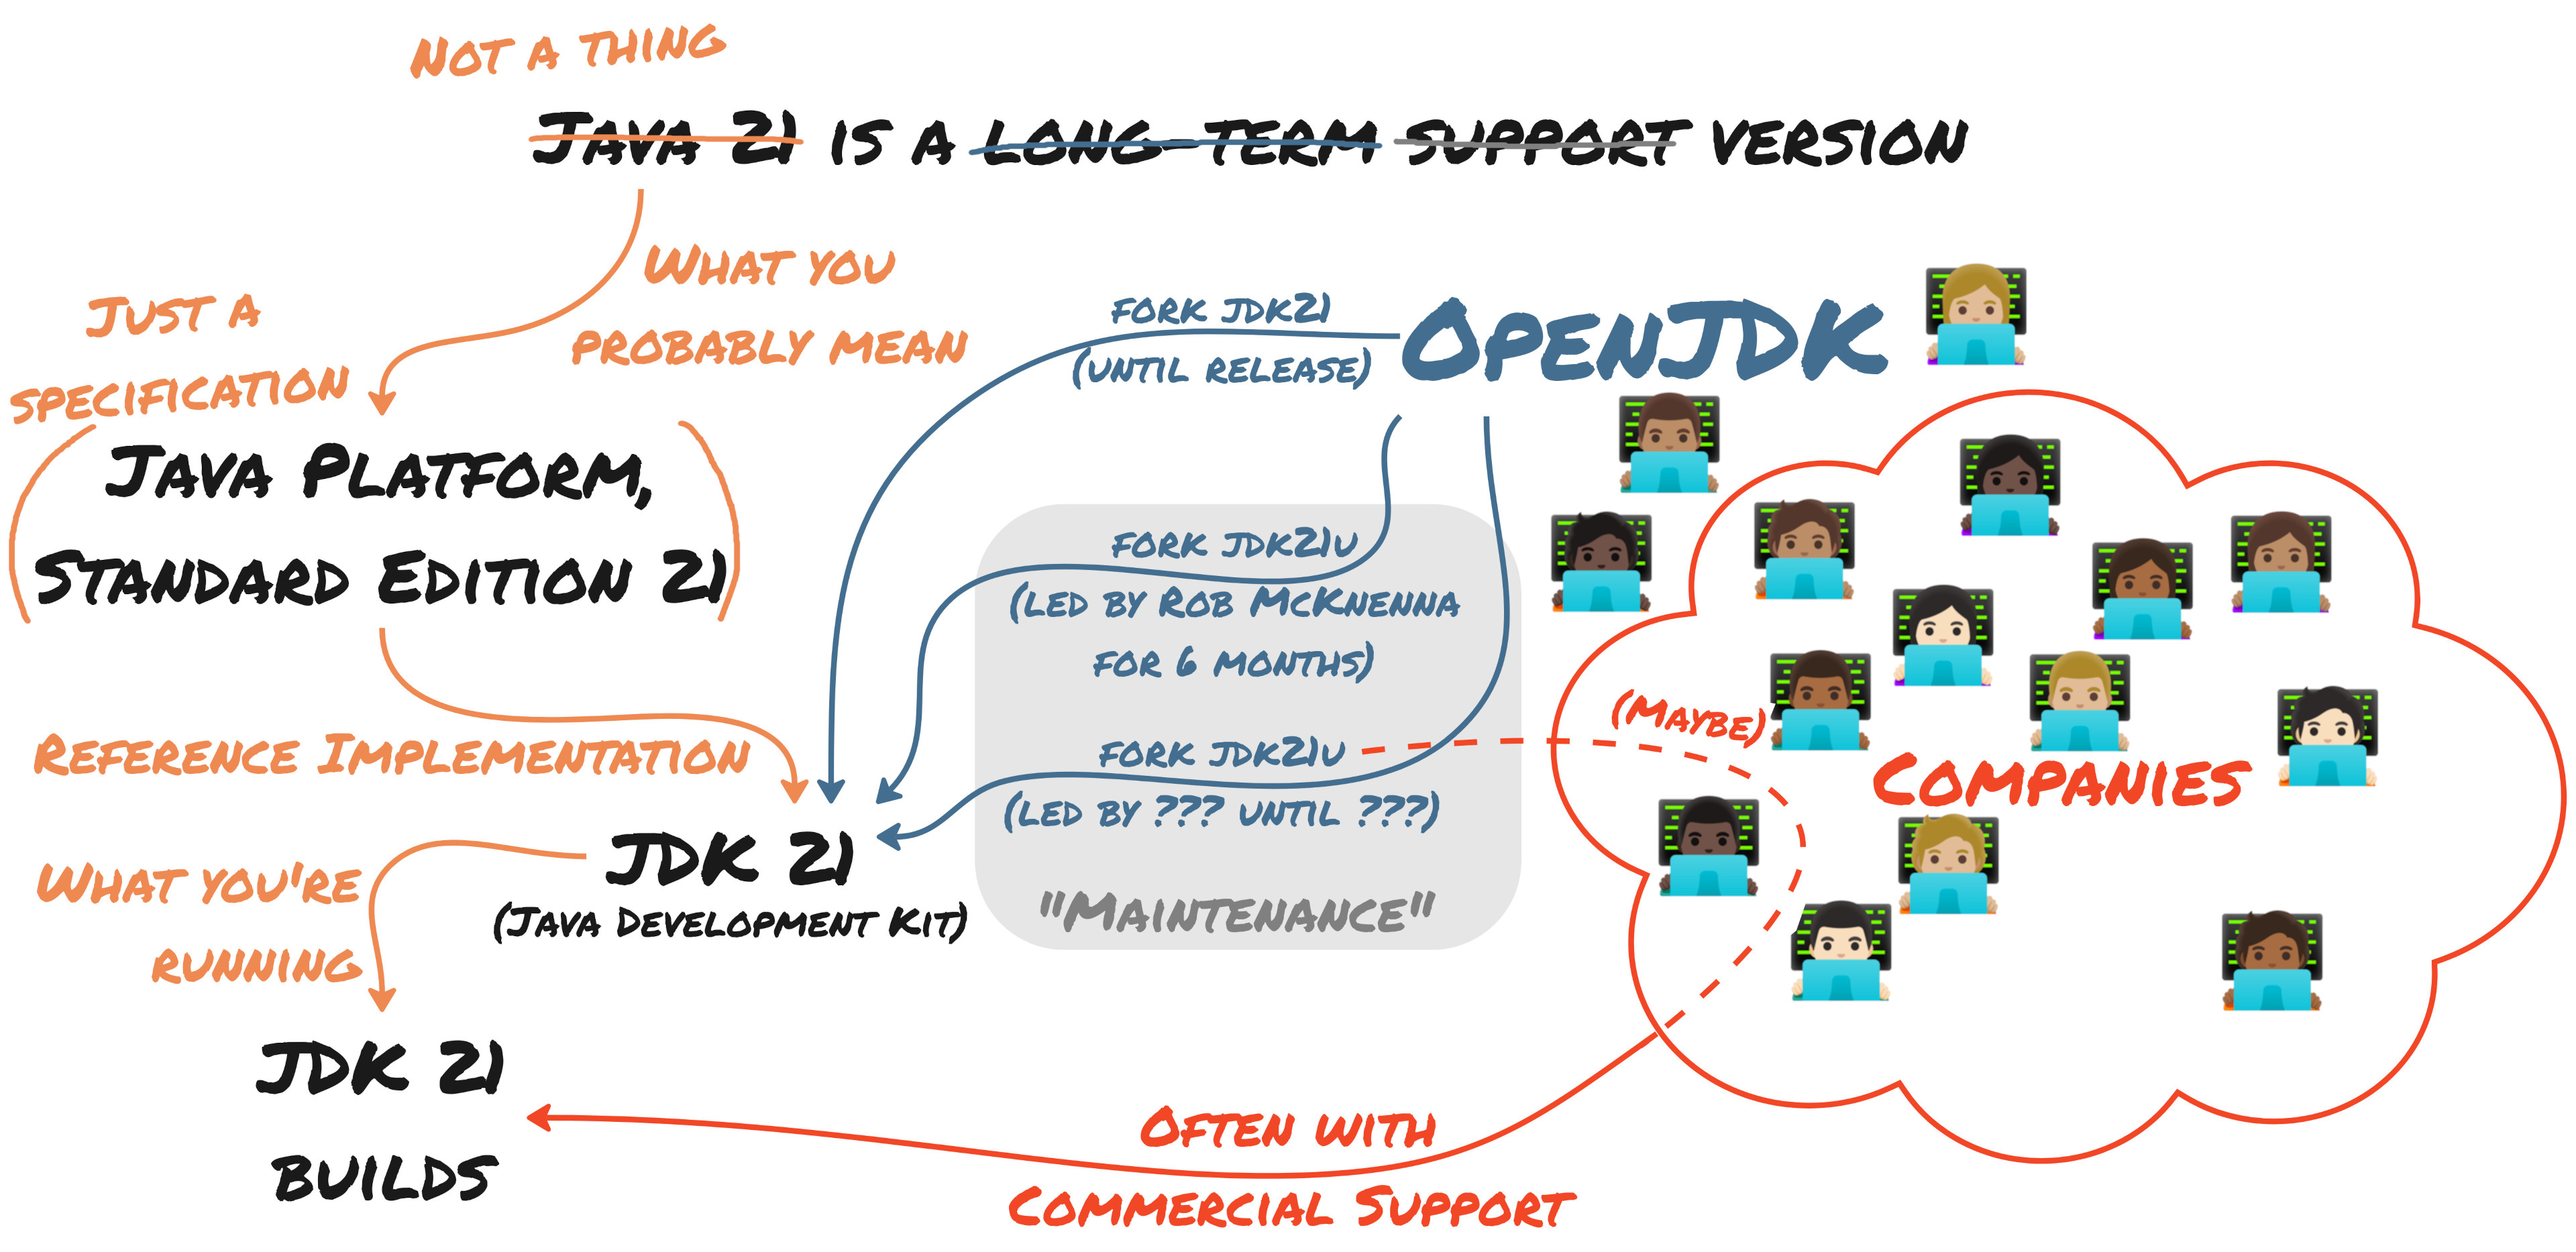 Not a thing
Java 21 is a long-term support version
What you
probably mean
Just a
specification
Java Platform,
Standard Edition 21
Reference Implementation
JDK 21
(Java Development Kit)
What you're
running
JDK 21
builds
OpenJDK
fork jdk21
(until release)
fork jdk21u
(led by Rob McKnenna
for 6 months)
fork jdk21u
(led by ??? until ???)
"Maintenance"
(Maybe)
Companies
Often with
Commercial Support